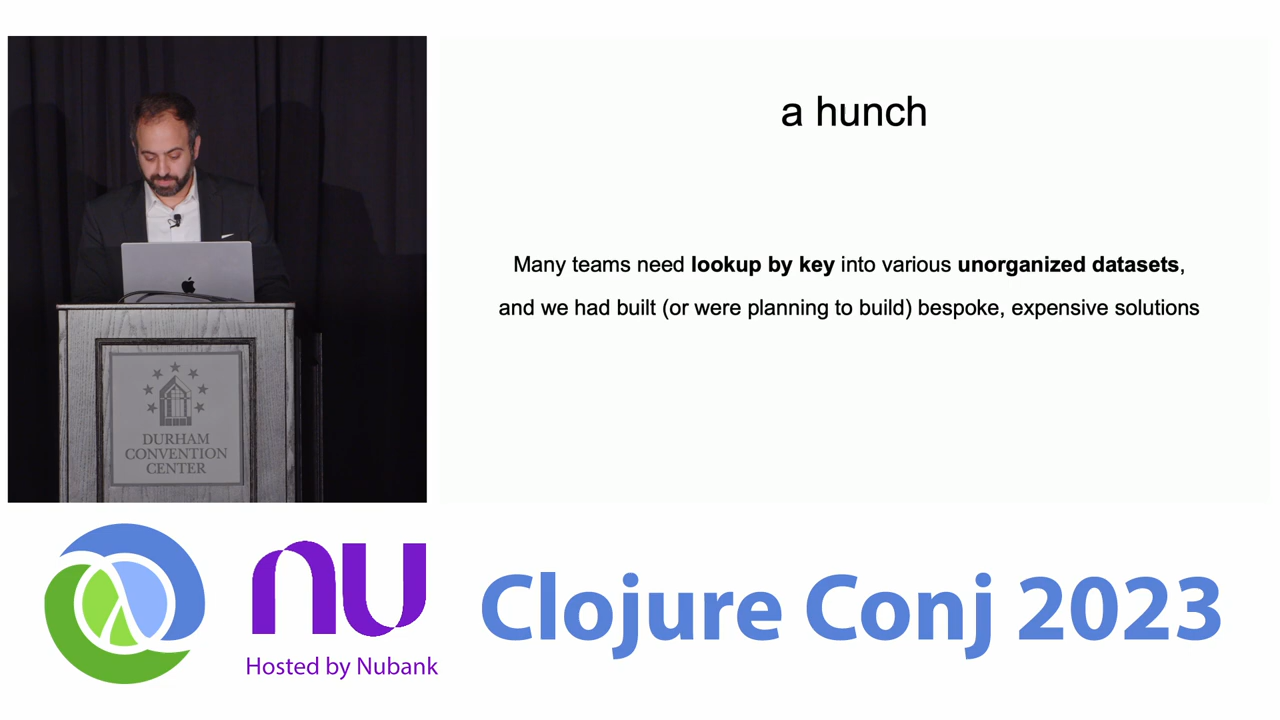 a hunch
Many teams need lookup by key into various unorganized datasets,
and we had built (or were planning to build) bespoke, expensive solutions
DURHAM
CONVENTION
CENTER
nu
Hosted by Nubank
Clojure Conj 2023